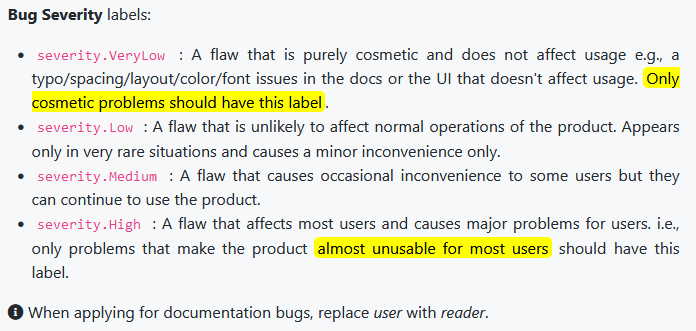 Bug Severity labels:
severity.VeryLow : A flaw that is purely cosmetic and does not affect usage e.g., a
typo/spacing/layout/color/font issues in the docs or the UI that doesn't affect usage. Only
cosmetic problems should have this label.
severity.Low : A flaw that is unlikely to affect normal operations of the product. Appears
only in very rare situations and causes a minor inconvenience only.
severity.Medium : A flaw that causes occasional inconvenience to some users but they
can continue to use the product.
severity.High : A flaw that affects most users and causes major problems for users. i.e.,
only problems that make the product almost unusable for most users should have this
label.
When applying for documentation bugs, replace user with reader.